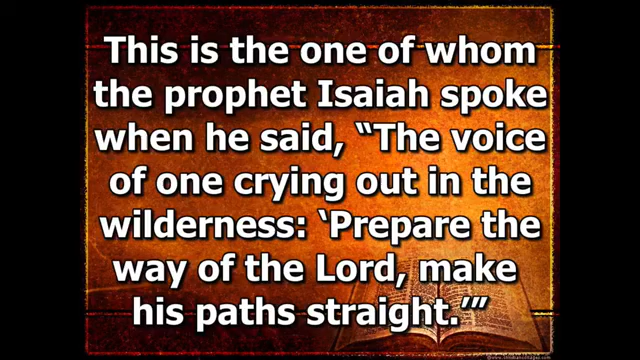 This is the one of whom
the prophet Isaiah spoke
when he said, “The voice
of one crying out in the
wilderness: ‘Prepare the
way of the Lord, make
his paths straight.’”